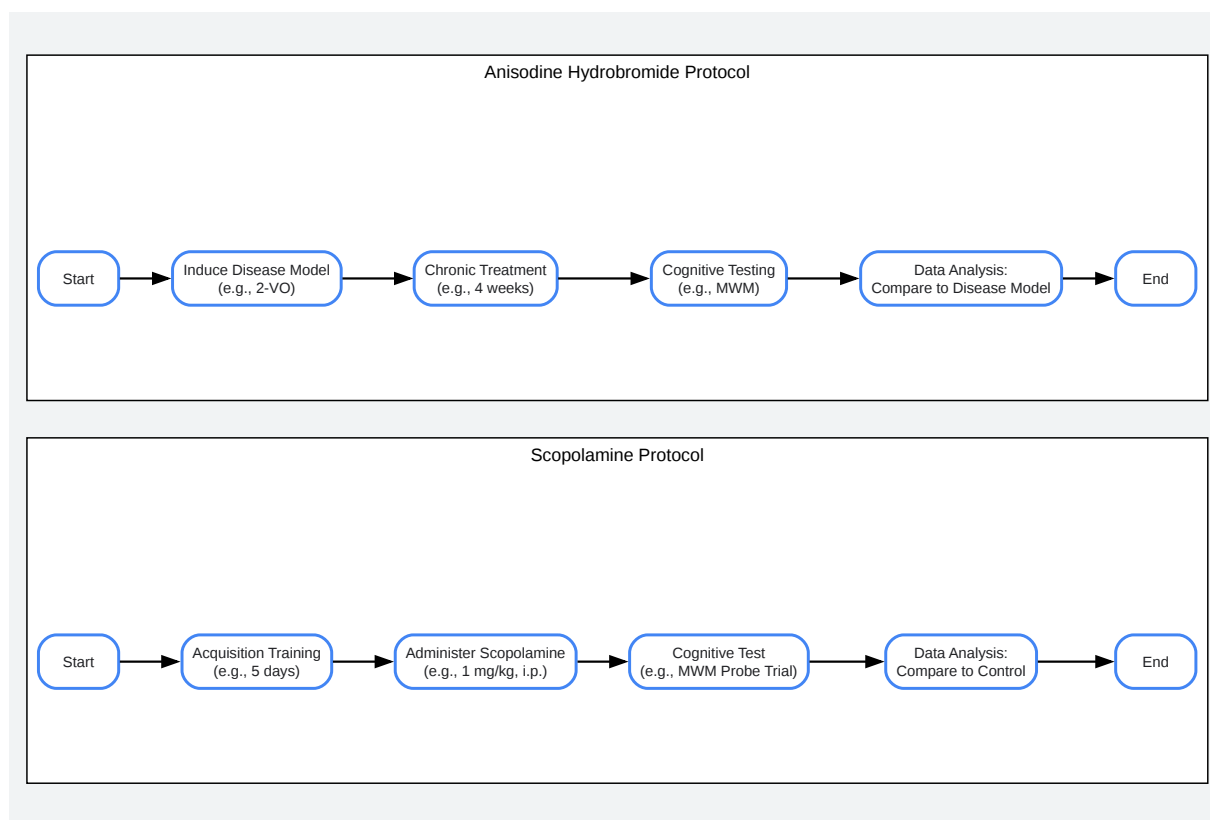 Anisodine Hydrobromide Protocol
Start
Induce Disease Model
(e.g., 2-VO)
Chronic Treatment
(e.g., 4 weeks)
Cognitive Testing
(e.g., MWM)
Data Analysis:
Compare to Disease Model
End
Scopolamine Protocol
Start
Acquisition Training
(e.g., 5 days)
Administer Scopolamine
(e.g., 1 mg/kg, i.p.)
Cognitive Test
(e.g., MWM Probe Trial)
Data Analysis:
Compare to Control
End